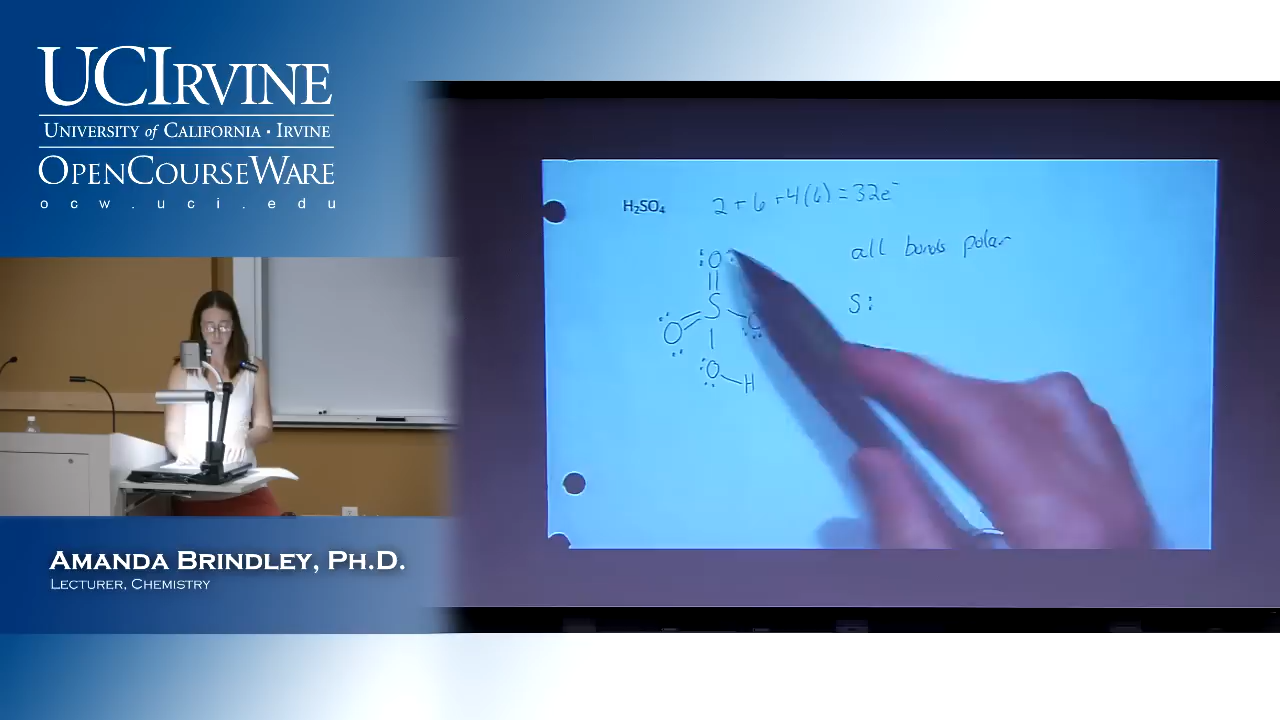 UCIRVINE
UNIVERSITY of CALIFORNIA · IRVINE
OPENCOURSEWARE
ocw.uci.edu
H₂SO₄ 2 + 6 + 4(6) = 32e⁻
all bonds polar
:O:
S:
S
O O
:O H
AMANDA BRINDLEY, PH.D.
LECTURER, CHEMISTRY